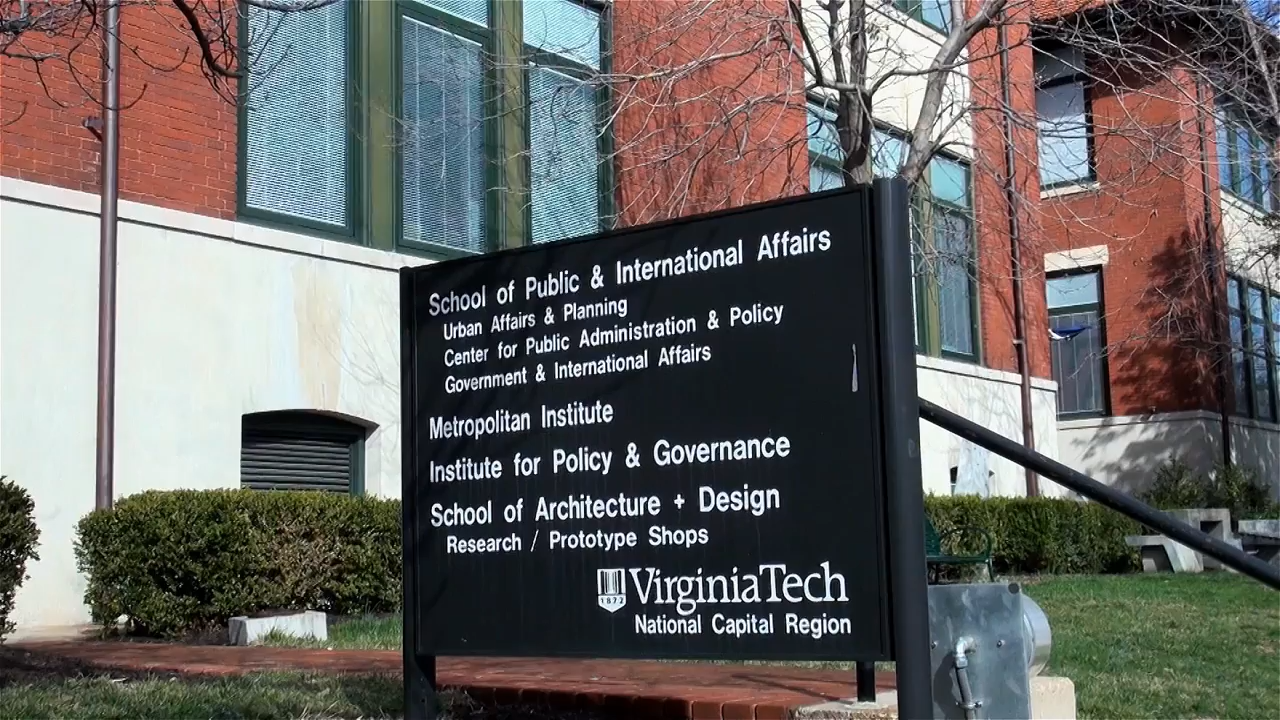 School of Public & International Affairs
Urban Affairs & Planning
Center for Public Administration & Policy
Government & International Affairs
Metropolitan Institute
Institute for Policy & Governance
School of Architecture + Design
Research / Prototype Shops
1872 VirginiaTech
National Capital Region